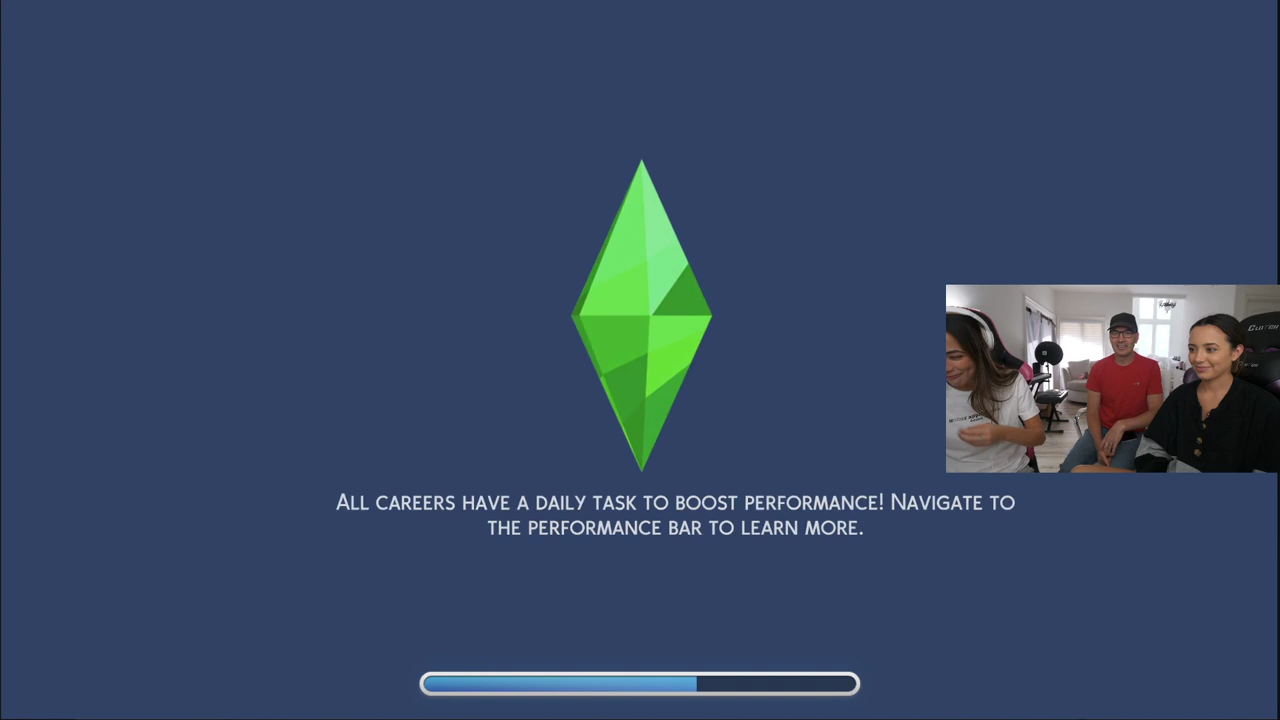 All careers have a daily task to boost performance! Navigate to
the performance bar to learn more.